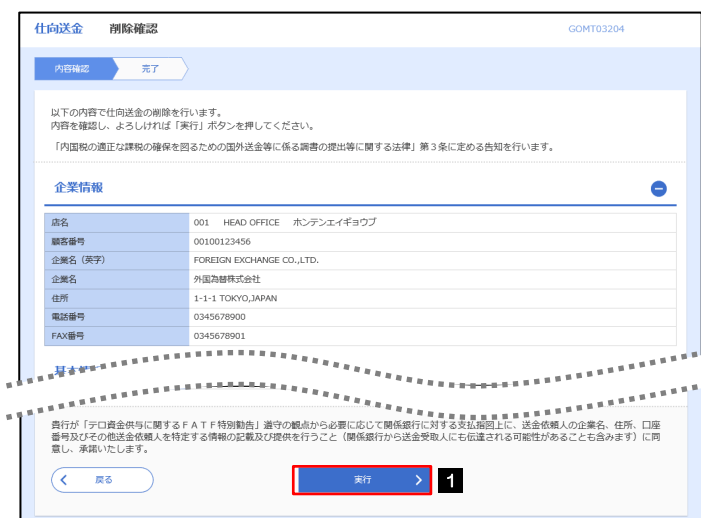 仕向送金 削除確認 GOMT03204
内容確認 完了
以下の内容で仕向送金の削除を行います。
内容を確認し、よろしければ「実行」ボタンを押してください。
「内国税の適正な課税の確保を図るための国外送金等に係る調書の提出等に関する法律」第3条に定める告知を行います。
企業情報
店名 001 HEAD OFFICE ホンテンエイギョウブ
顧客番号 00100123456
企業名（英字） FOREIGN EXCHANGE CO.,LTD.
企業名 外国為替株式会社
住所 1-1-1 TOKYO,JAPAN
電話番号 0345678900
FAX番号 0345678901
貴行が「テロ資金供与に関するＦＡＴＦ特別勧告」遵守の観点から必要に応じて関係銀行に対する支払指図上に、送金依頼人の企業名、住所、口座
番号及びその他送金依頼人を特定する情報の記載及び提供を行うこと（関係銀行から送金受取人にも伝達される可能性があることも含みます）に同
意し、承諾いたします。
戻る 実行 1